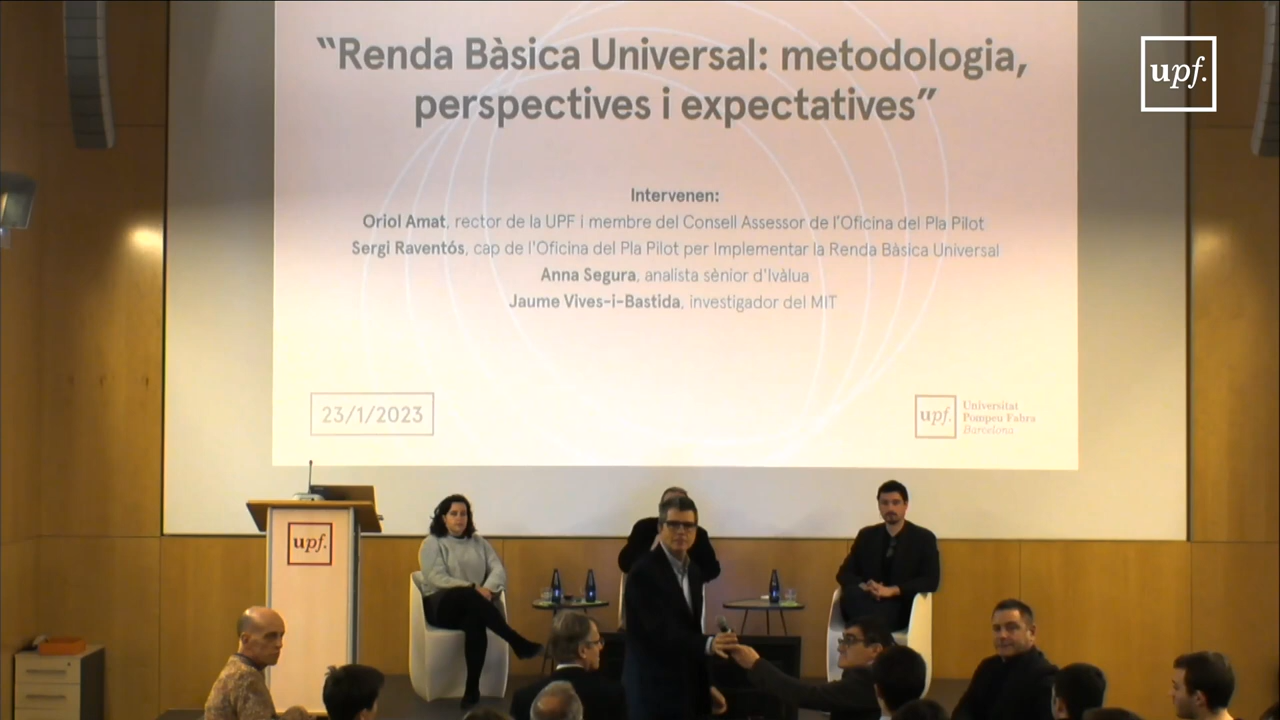 “Renda Bàsica Universal: metodologia,
perspectives i expectatives”
upf.
Intervenen:
Oriol Amat, rector de la UPF i membre del Consell Assessor de l'Oficina del Pla Pilot
Sergi Raventós, cap de l'Oficina del Pla Pilot per Implementar la Renda Bàsica Universal
Anna Segura, analista sènior d'Ivàlua
Jaume Vives-i-Bastida, investigador del MIT
23/1/2023
upf.
Universitat
Pompeu Fabra
Barcelona
upf.